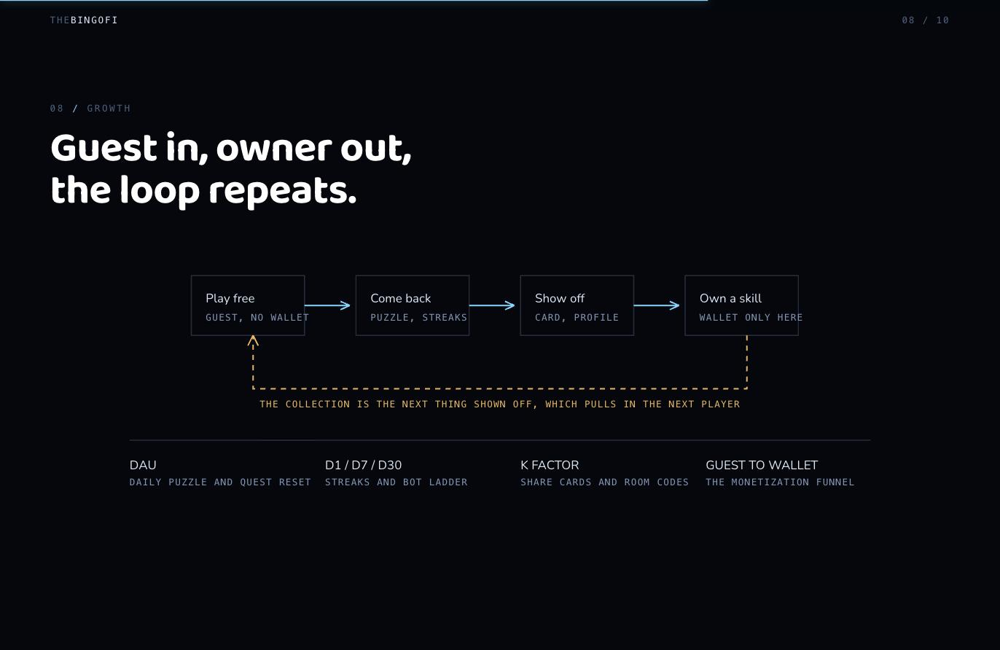 THEBINGOFI
08 / 10
08 / GROWTH
Guest in, owner out,
the loop repeats.
Play free
GUEST, NO WALLET
Come back
PUZZLE, STREAKS
Show off
CARD, PROFILE
Own a skill
WALLET ONLY HERE
THE COLLECTION IS THE NEXT THING SHOWN OFF, WHICH PULLS IN THE NEXT PLAYER
DAU
DAILY PUZZLE AND QUEST RESET
D1 / D7 / D30
STREAKS AND BOT LADDER
K FACTOR
SHARE CARDS AND ROOM CODES
GUEST TO WALLET
THE MONETIZATION FUNNEL